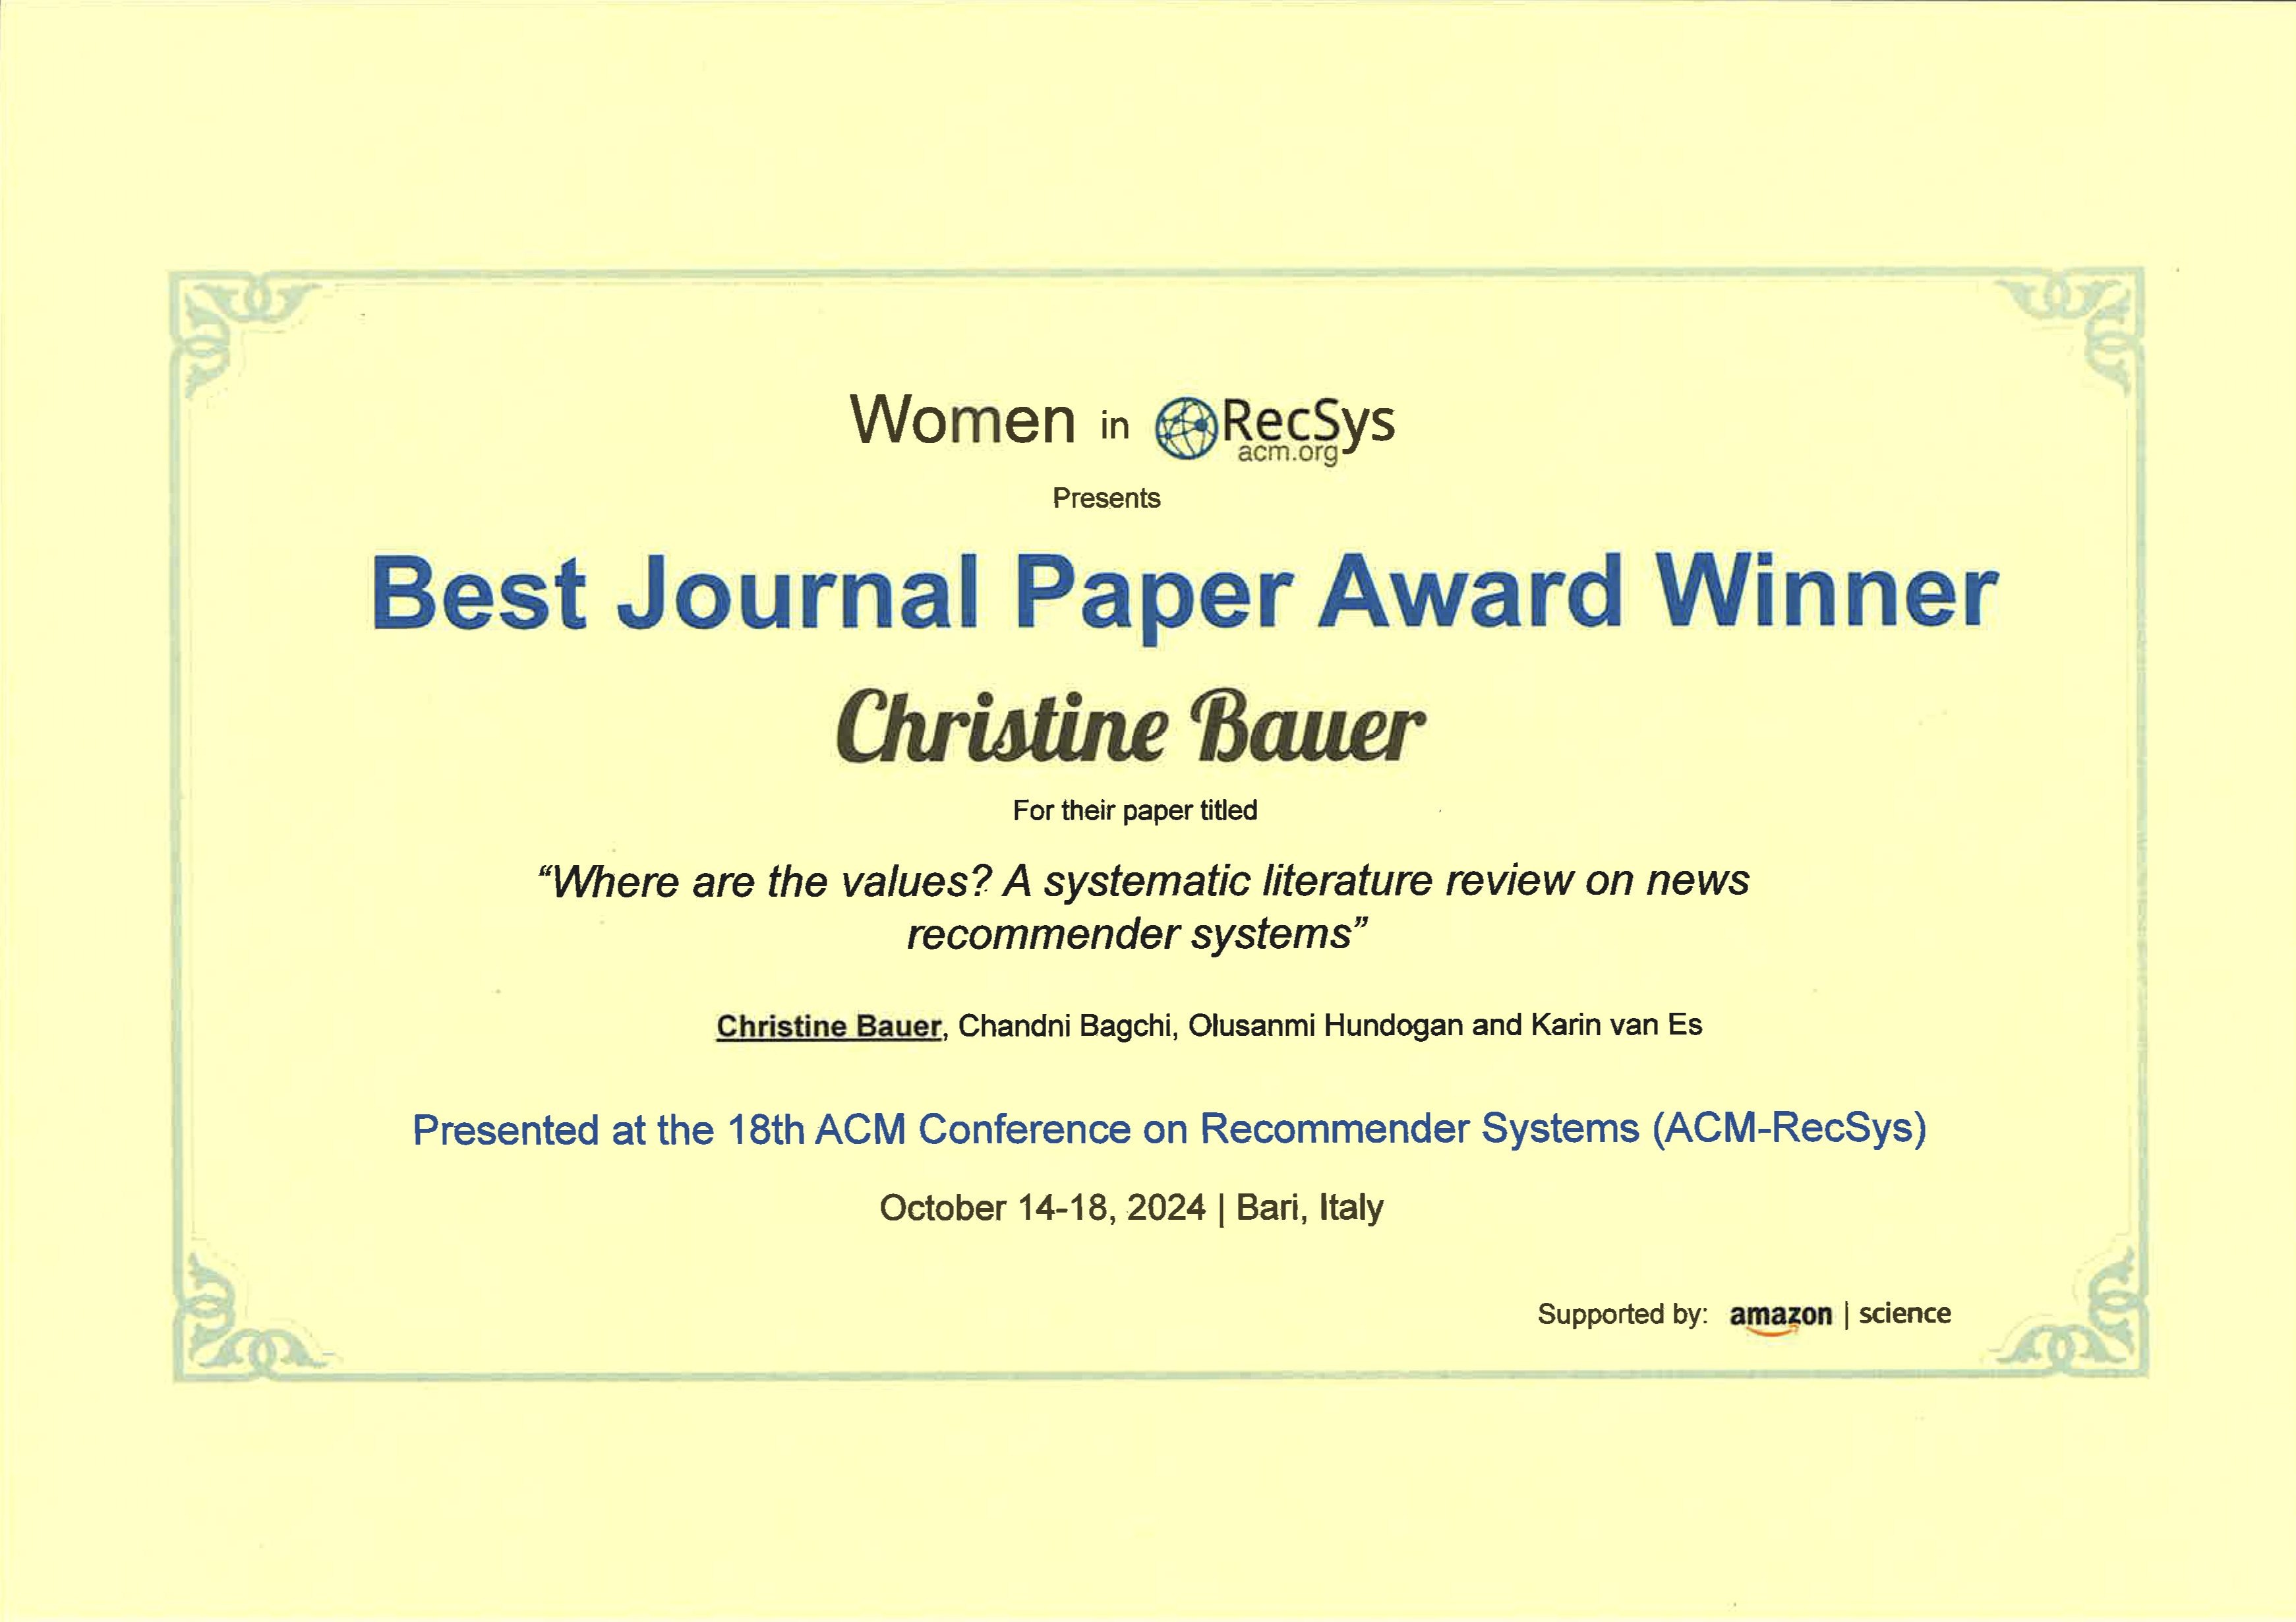 Women in RecSys
acm.org
Presents
Best Journal Paper Award Winner
Christine Bauer
For their paper titled
“Where are the values? A systematic literature review on news
recommender systems”
Christine Bauer, Chandni Bagchi, Olusanmi Hundogan and Karin van Es
Presented at the 18th ACM Conference on Recommender Systems (ACM-RecSys)
October 14-18, 2024 | Bari, Italy
Supported by: amazon | science